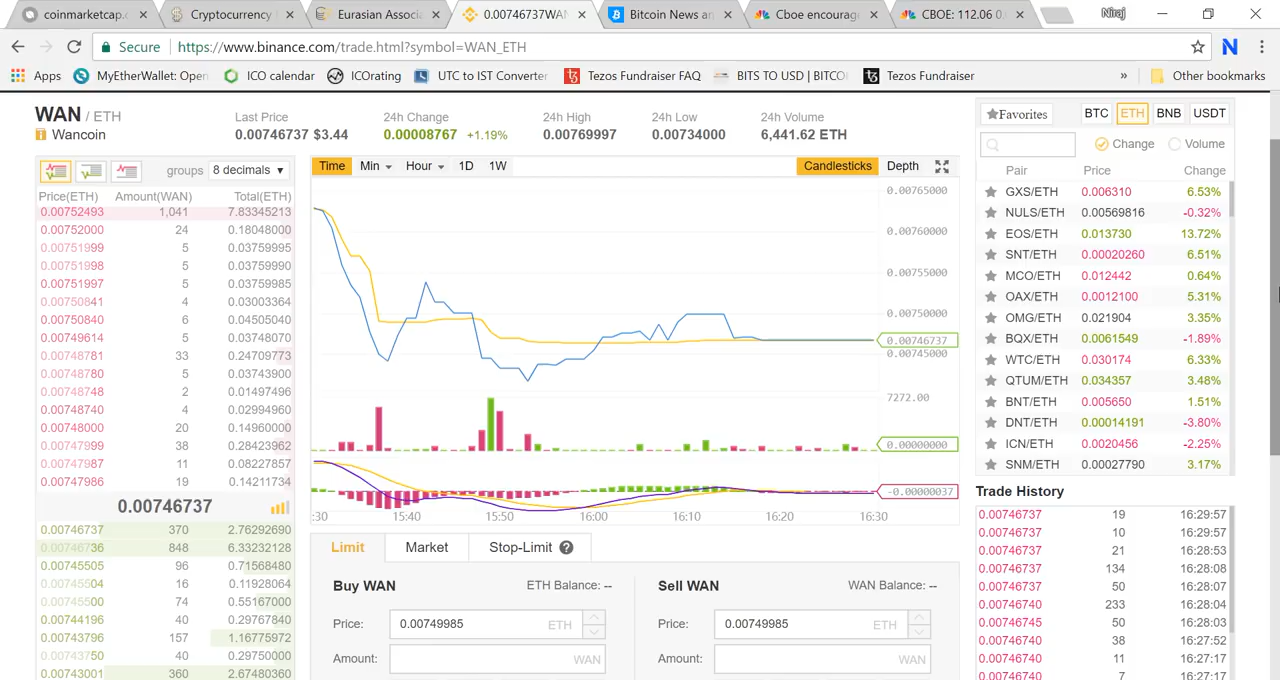 coinmarketcap.c Cryptocurrency Eurasian Associa 0.00746737WAN Bitcoin News a Cboe encourag CBOE: 112.06 0. Niraj
Secure https://www.binance.com/trade.html?symbol=WAN_ETH N
Apps MyEtherWallet: Open ICO calendar ICOrating UTC to IST Converter Tezos Fundraiser FAQ BITS TO USD | BITCO Tezos Fundraiser » Other bookmarks
WAN / ETH
Wancoin
Last Price
0.00746737 $3.44
24h Change
0.00008767 +1.19%
24h High
0.00769997
24h Low
0.00734000
24h Volume
6,441.62 ETH
groups 8 decimals
Price(ETH) Amount(WAN) Total(ETH)
0.00752493 1,041 7.83345213
0.00752000 24 0.18048000
0.00751999 5 0.03759995
0.00751998 5 0.03759990
0.00751997 5 0.03759985
0.00750841 4 0.03003364
0.00750840 6 0.04505040
0.00749614 5 0.03748070
0.00748781 33 0.24709773
0.00748780 5 0.03743900
0.00748748 2 0.01497496
0.00748740 4 0.02994960
0.00748000 20 0.14960000
0.00747999 38 0.28423962
0.00747987 11 0.08227857
0.00747986 19 0.14211734
0.00746737
0.00746737 370 2.76292690
0.00746736 848 6.33232128
0.00745505 96 0.71568480
0.00745504 16 0.11928064
0.00745500 74 0.55167000
0.00744196 40 0.29767840
0.00743796 157 1.16775972
0.00743750 40 0.29750000
0.00743001 360 2.67480360
Time Min Hour 1D 1W Candlesticks Depth
0.00765000
0.00760000
0.00755000
0.00750000
0.00746737
0.00745000
7272.00
0.00000000
-0.00000037
:30 15:40 15:50 16:00 16:10 16:20 16:30
Limit Market Stop-Limit ?
Buy WAN ETH Balance: --
Price: 0.00749985 ETH
Amount: WAN
Sell WAN WAN Balance: --
Price: 0.00749985 ETH
Amount: WAN
Favorites BTC ETH BNB USDT
Change Volume
Pair Price Change
GXS/ETH 0.006310 6.53%
NULS/ETH 0.00569816 -0.32%
EOS/ETH 0.013730 13.72%
SNT/ETH 0.00020260 6.51%
MCO/ETH 0.012442 0.64%
OAX/ETH 0.0012100 5.31%
OMG/ETH 0.021904 3.35%
BQX/ETH 0.0061549 -1.89%
WTC/ETH 0.030174 6.33%
QTUM/ETH 0.034357 3.48%
BNT/ETH 0.005650 1.51%
DNT/ETH 0.00014191 -3.80%
ICN/ETH 0.0020456 -2.25%
SNM/ETH 0.00027790 3.17%
Trade History
0.00746737 19 16:29:57
0.00746737 10 16:29:57
0.00746737 21 16:28:53
0.00746737 134 16:28:08
0.00746737 50 16:28:07
0.00746740 233 16:28:04
0.00746745 50 16:28:03
0.00746740 38 16:27:52
0.00746740 11 16:27:17
0.00746740 7 16:27:17